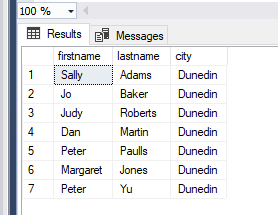 100 %
Results Messages
firstname lastname city
1 Sally Adams Dunedin
2 Jo Baker Dunedin
3 Judy Roberts Dunedin
4 Dan Martin Dunedin
5 Peter Paulls Dunedin
6 Margaret Jones Dunedin
7 Peter Yu Dunedin